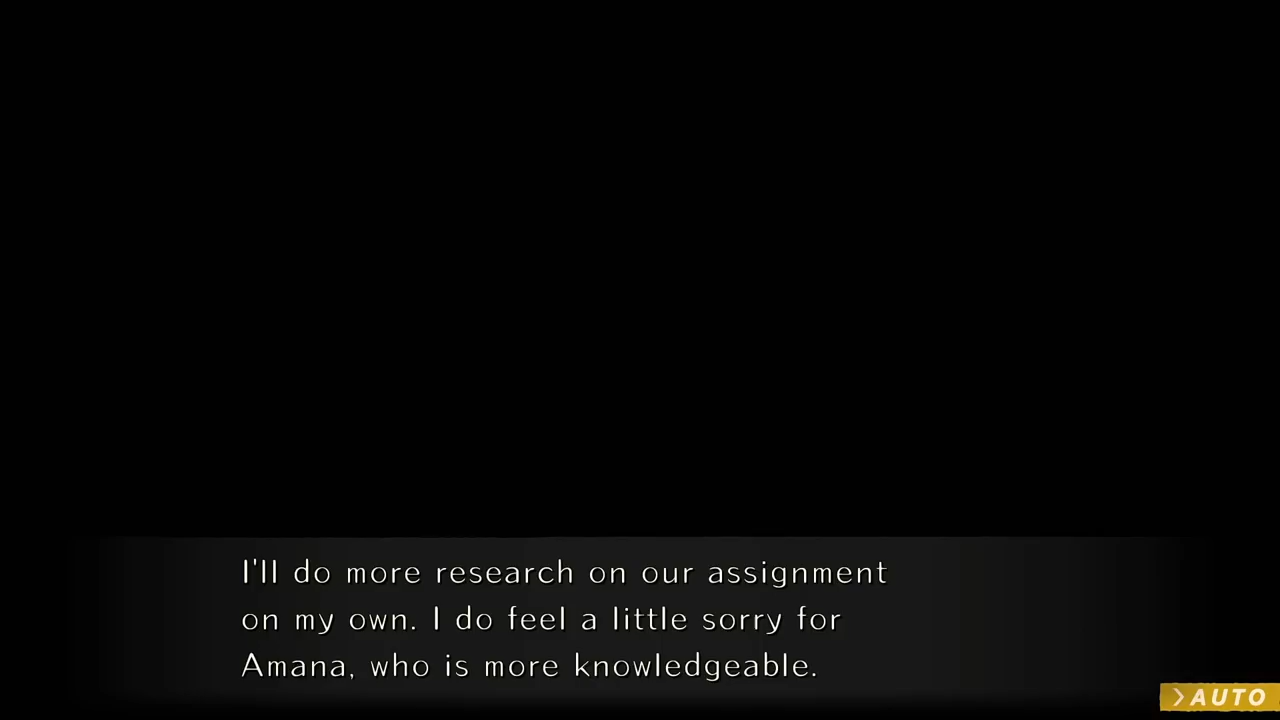 I'll do more research on our assignment
on my own. I do feel a little sorry for
Amana, who is more knowledgeable.
AUTO